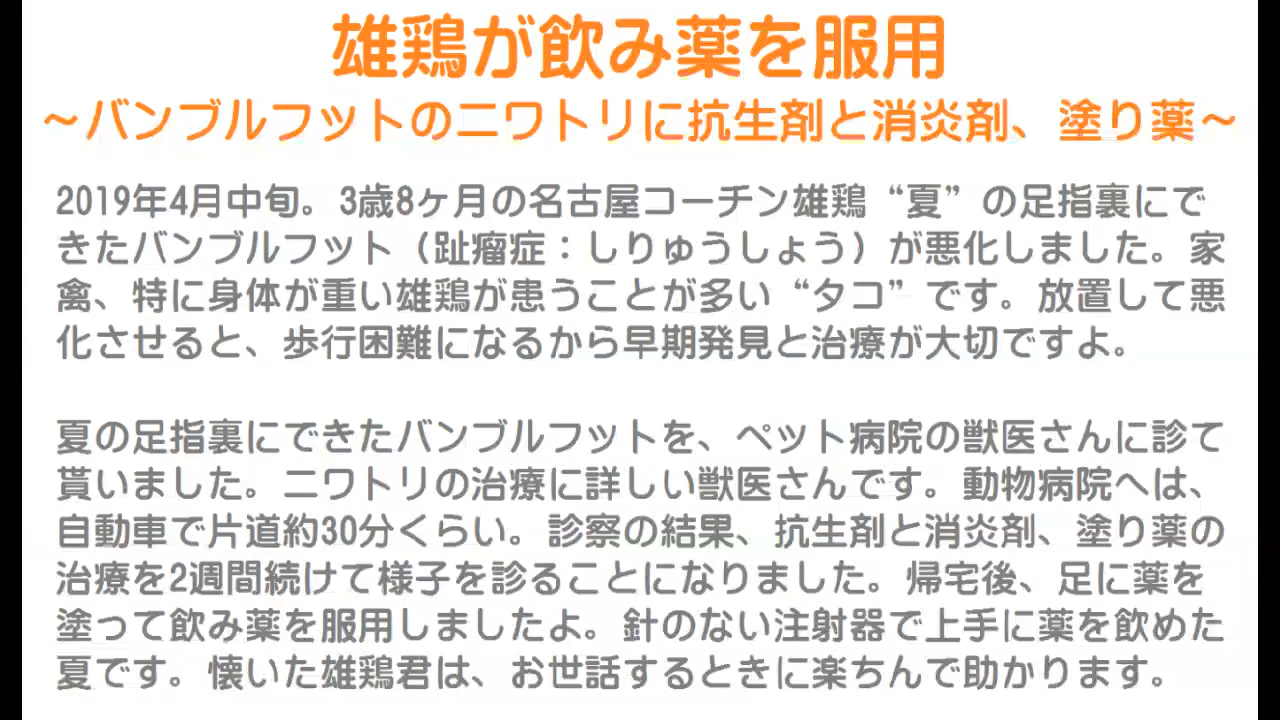 雄鶏が飲み薬を服用
～バンブルフットのニワトリに抗生剤と消炎剤、塗り薬～
2019年4月中旬。3歳8ヶ月の名古屋コーチン雄鶏“夏”の足指裏にで
きたバンブルフット（趾瘤症：しりゅうしょう）が悪化しました。家
禽、特に身体が重い雄鶏が患うことが多い“タコ”です。放置して悪
化させると、歩行困難になるから早期発見と治療が大切ですよ。
夏の足指裏にできたバンブルフットを、ペット病院の獣医さんに診て
貰いました。ニワトリの治療に詳しい獣医さんです。動物病院へは、
自動車で片道約30分くらい。診察の結果、抗生剤と消炎剤、塗り薬の
治療を2週間続けて様子を診ることになりました。帰宅後、足に薬を
塗って飲み薬を服用しましたよ。針のない注射器で上手に薬を飲めた
夏です。懐いた雄鶏君は、お世話するときに楽ちんで助かります。